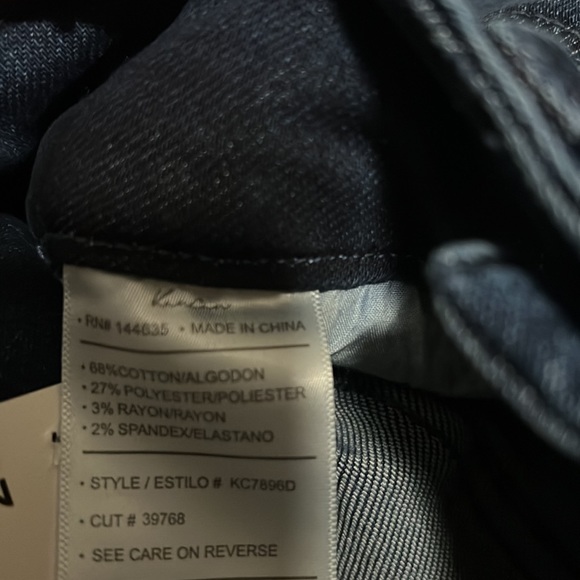 Kancan
• RN# 144635 • MADE IN CHINA
• 68%COTTON/ALGODON
• 27% POLYESTER/POLIESTER
• 3% RAYON/RAYON
• 2% SPANDEX/ELASTANO
• STYLE / ESTILO # KC7896D
• CUT # 39768
• SEE CARE ON REVERSE